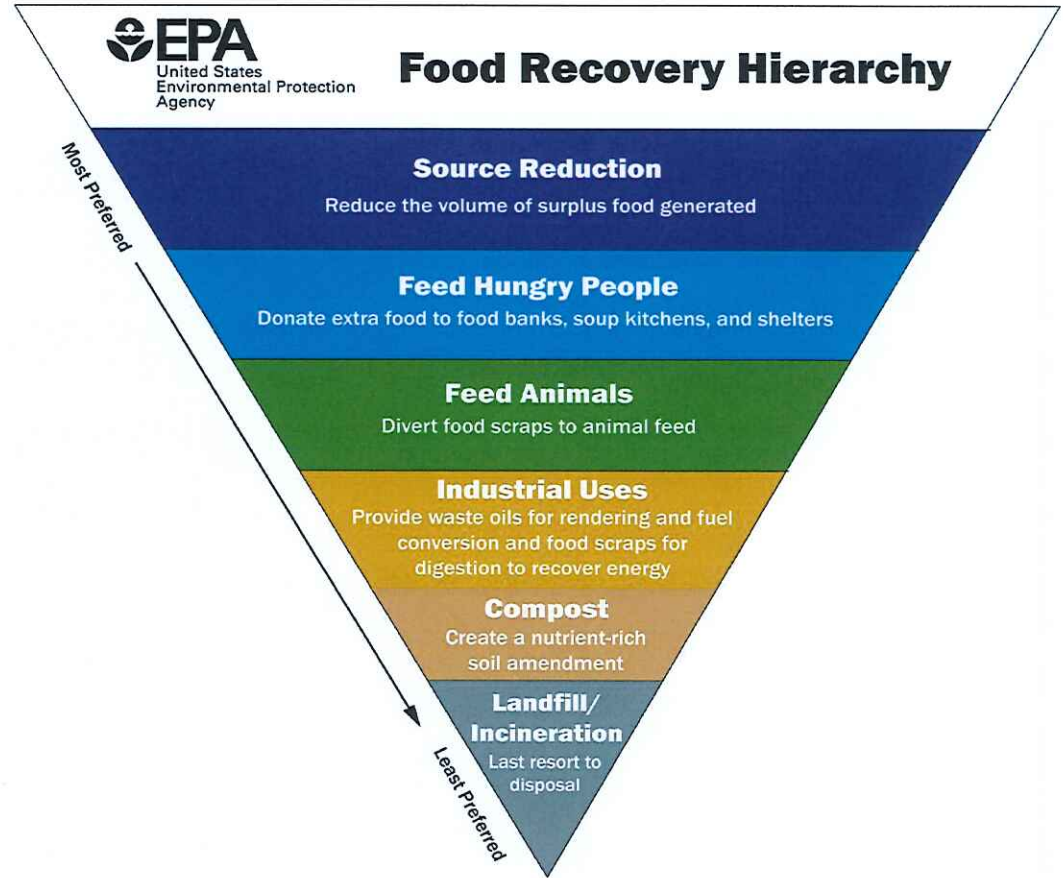 EPA
United States
Environmental Protection
Agency
Food Recovery Hierarchy
Most Preferred
Source Reduction
Reduce the volume of surplus food generated
Feed Hungry People
Donate extra food to food banks, soup kitchens, and shelters
Feed Animals
Divert food scraps to animal feed
Industrial Uses
Provide waste oils for rendering and fuel
conversion and food scraps for
digestion to recover energy
Compost
Create a nutrient-rich
soil amendment
Landfill/
Incineration
Last resort to
disposal
Least Preferred